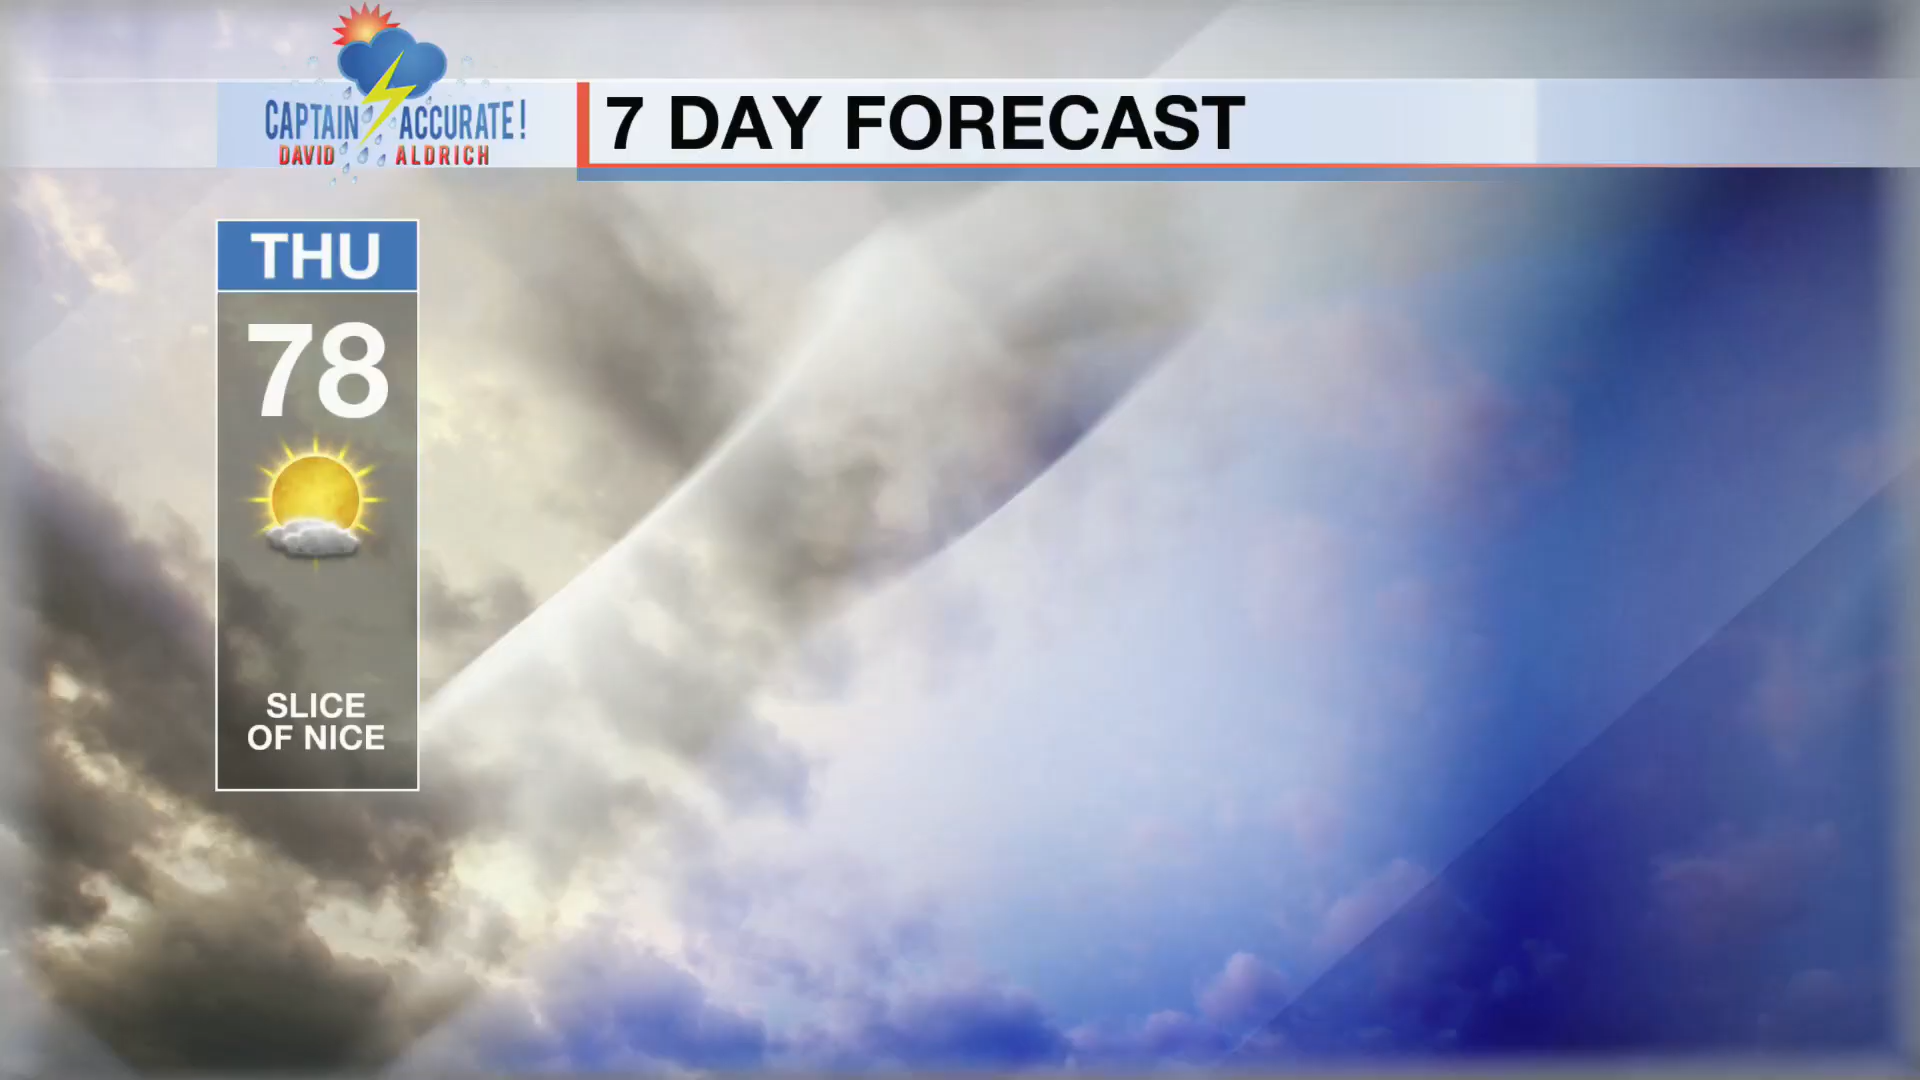 CAPTAIN ACCURATE!
DAVID ALDRICH
7 DAY FORECAST
THU
78
SLICE
OF NICE